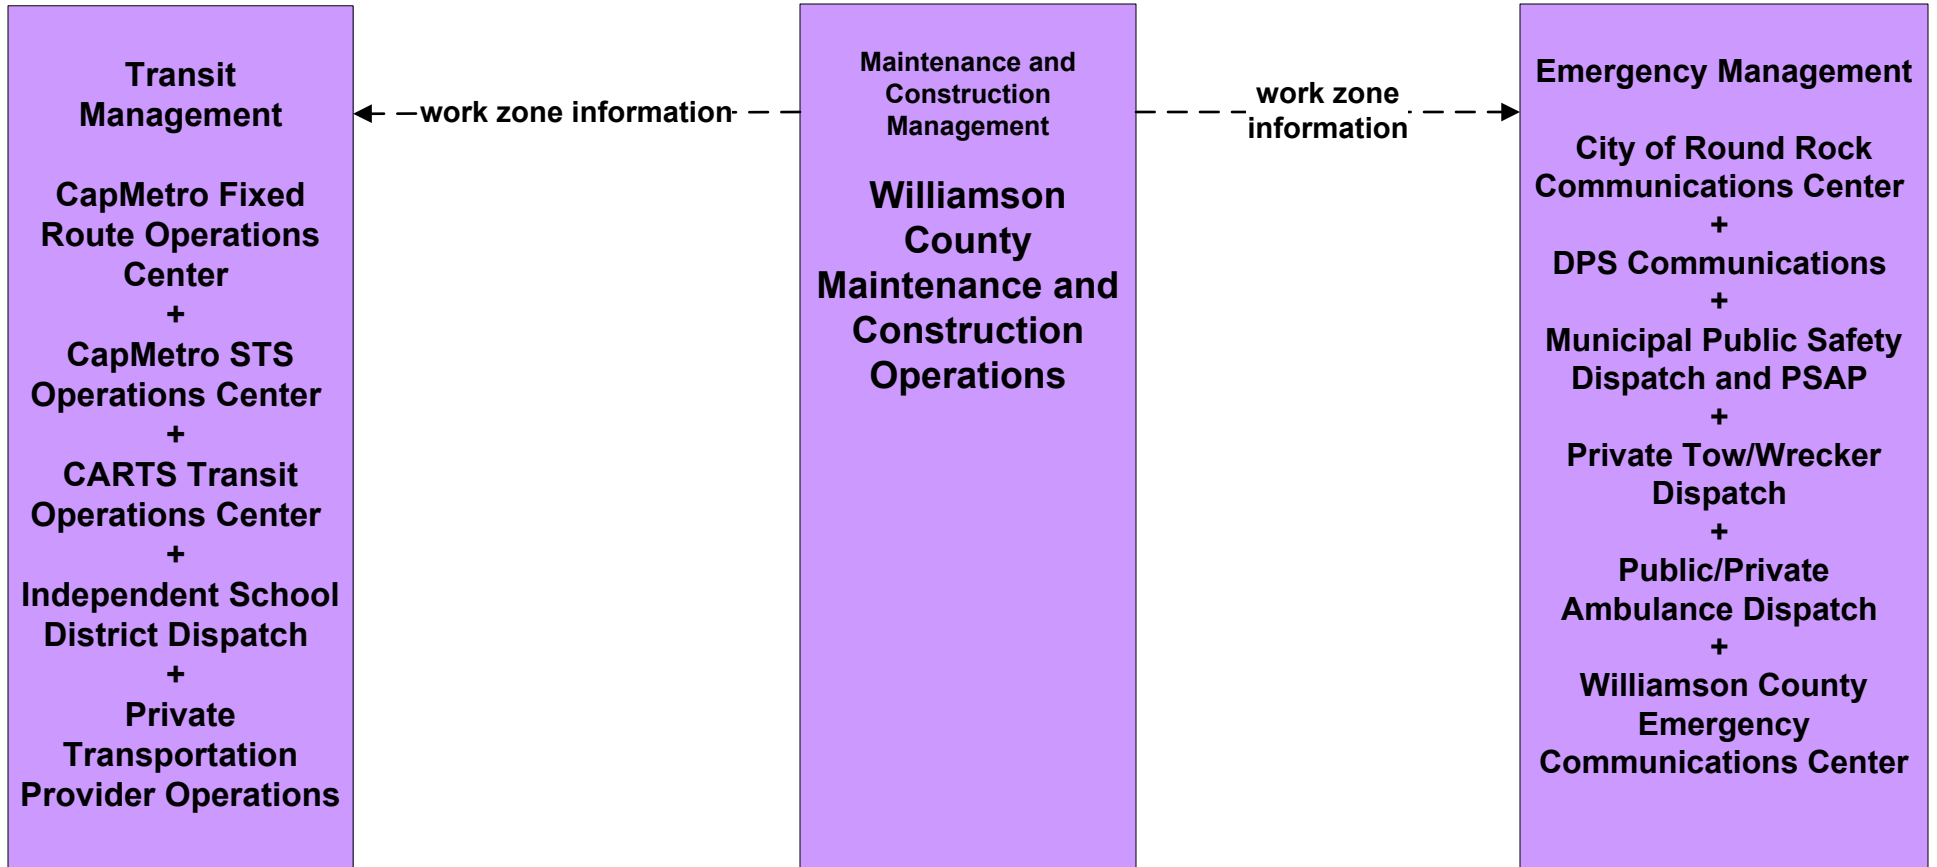 Transit
Management
CapMetro Fixed
Route Operations
Center
+
CapMetro STS
Operations Center
+
CARTS Transit
Operations Center
+
Independent School
District Dispatch
+
Private
Transportation
Provider Operations
work zone information
Maintenance and
Construction
Management
Williamson
County
Maintenance and
Construction
Operations
work zone
information
Emergency Management
City of Round Rock
Communications Center
+
DPS Communications
+
Municipal Public Safety
Dispatch and PSAP
+
Private Tow/Wrecker
Dispatch
+
Public/Private
Ambulance Dispatch
+
Williamson County
Emergency
Communications Center